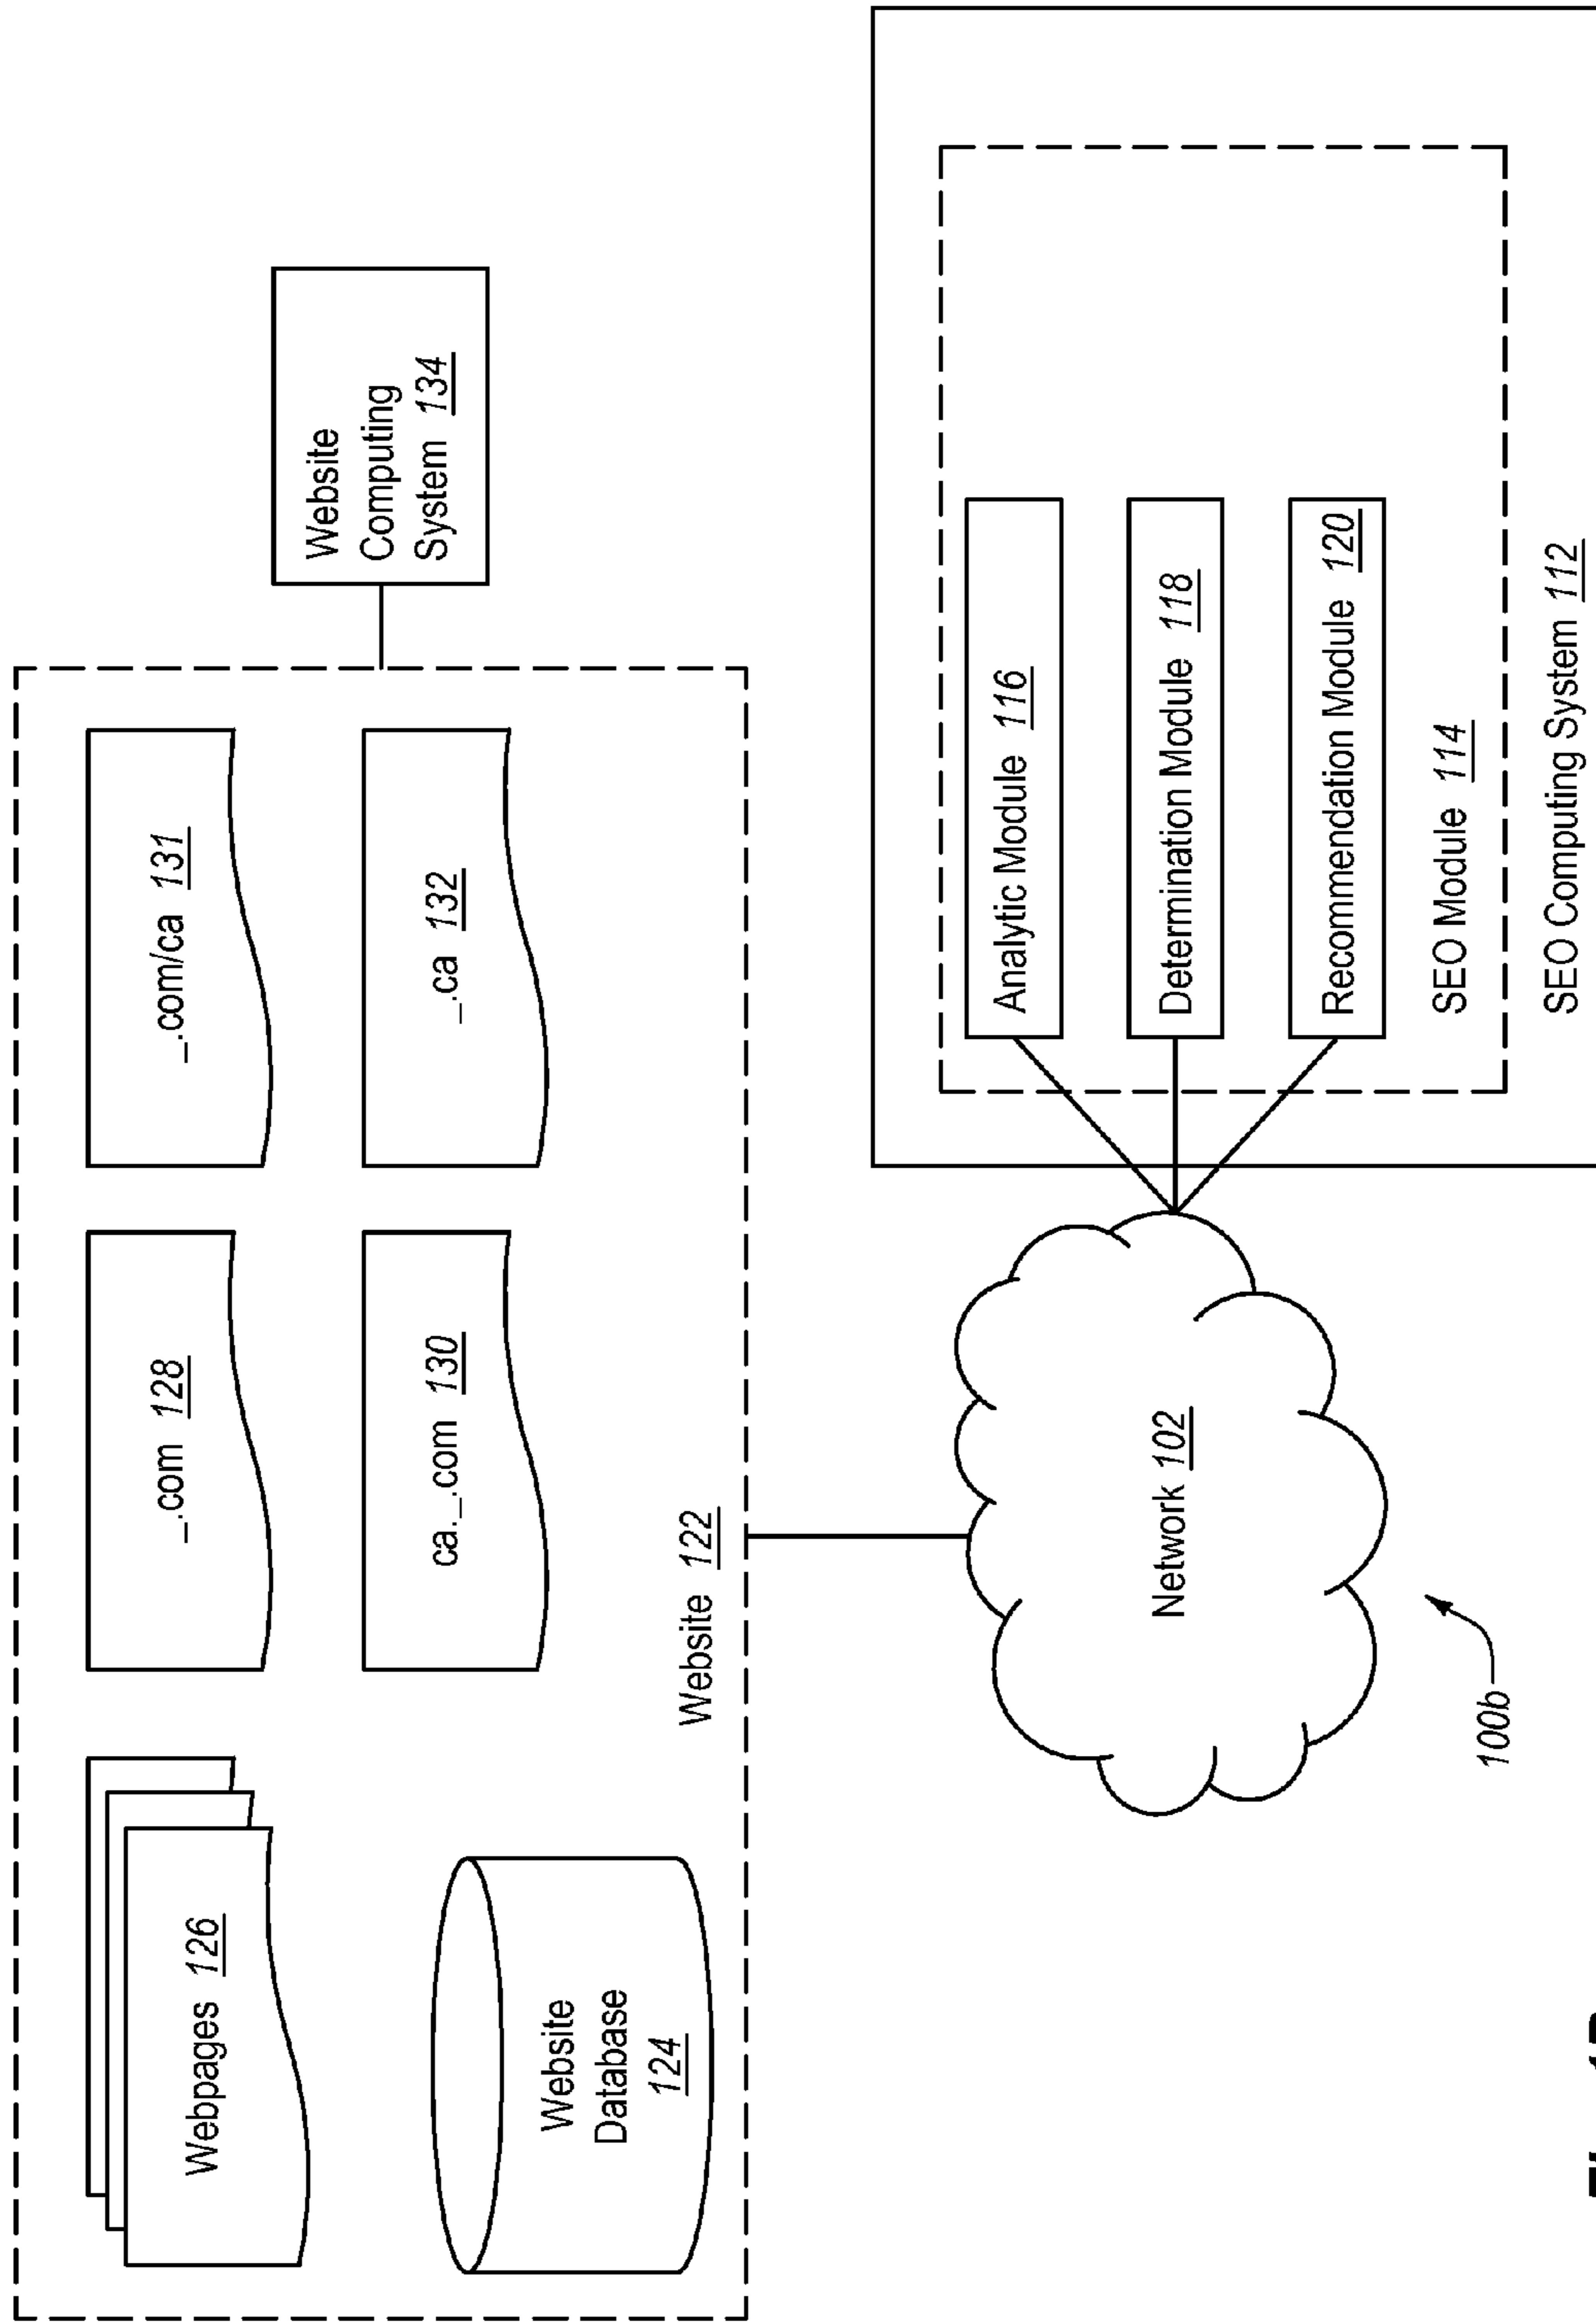 Webpages 126
_.com 128
_.com/ca 131
Website
Database
124
ca._.com 130
_.ca 132
Website 122
Website
Computing
System 134
Network 102
Analytic Module 116
Determination Module 118
Recommendation Module 120
SEO Module 114
SEO Computing System 112
100b